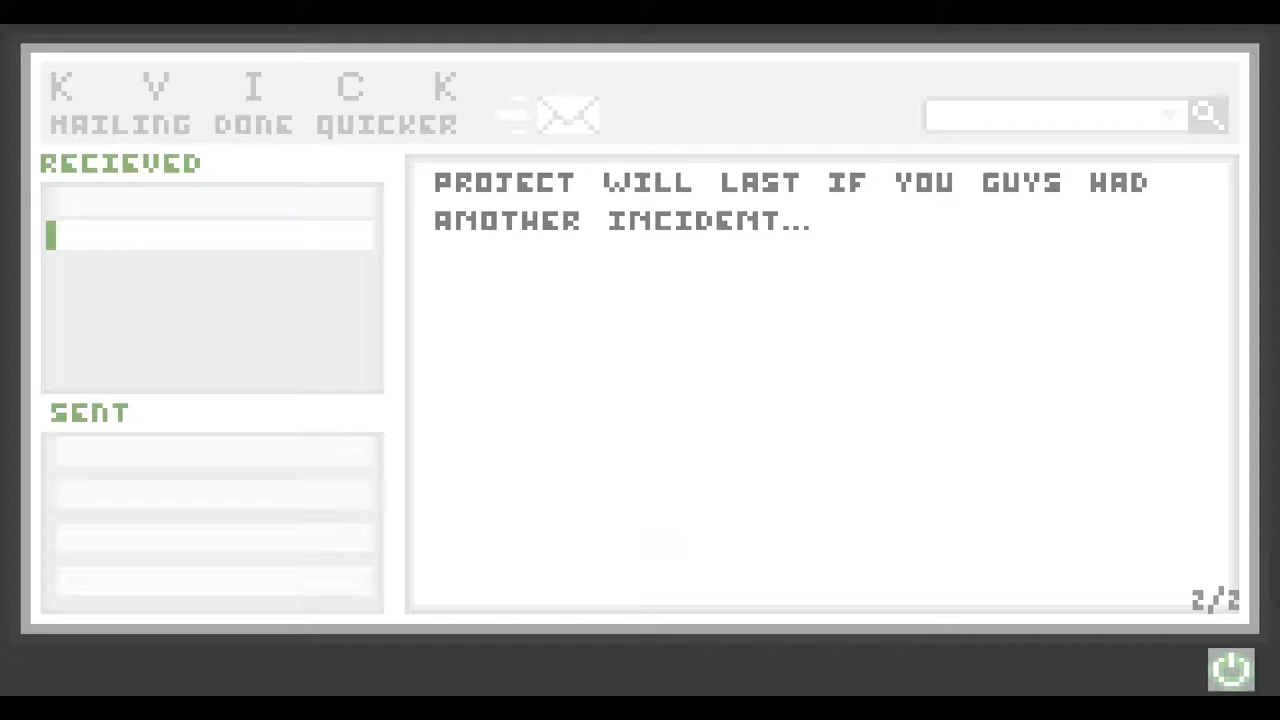 K V I C K
MAILING DONE QUICKER
RECIEVED
PROJECT WILL LAST IF YOU GUYS HAD
ANOTHER INCIDENT...
SENT
2/2